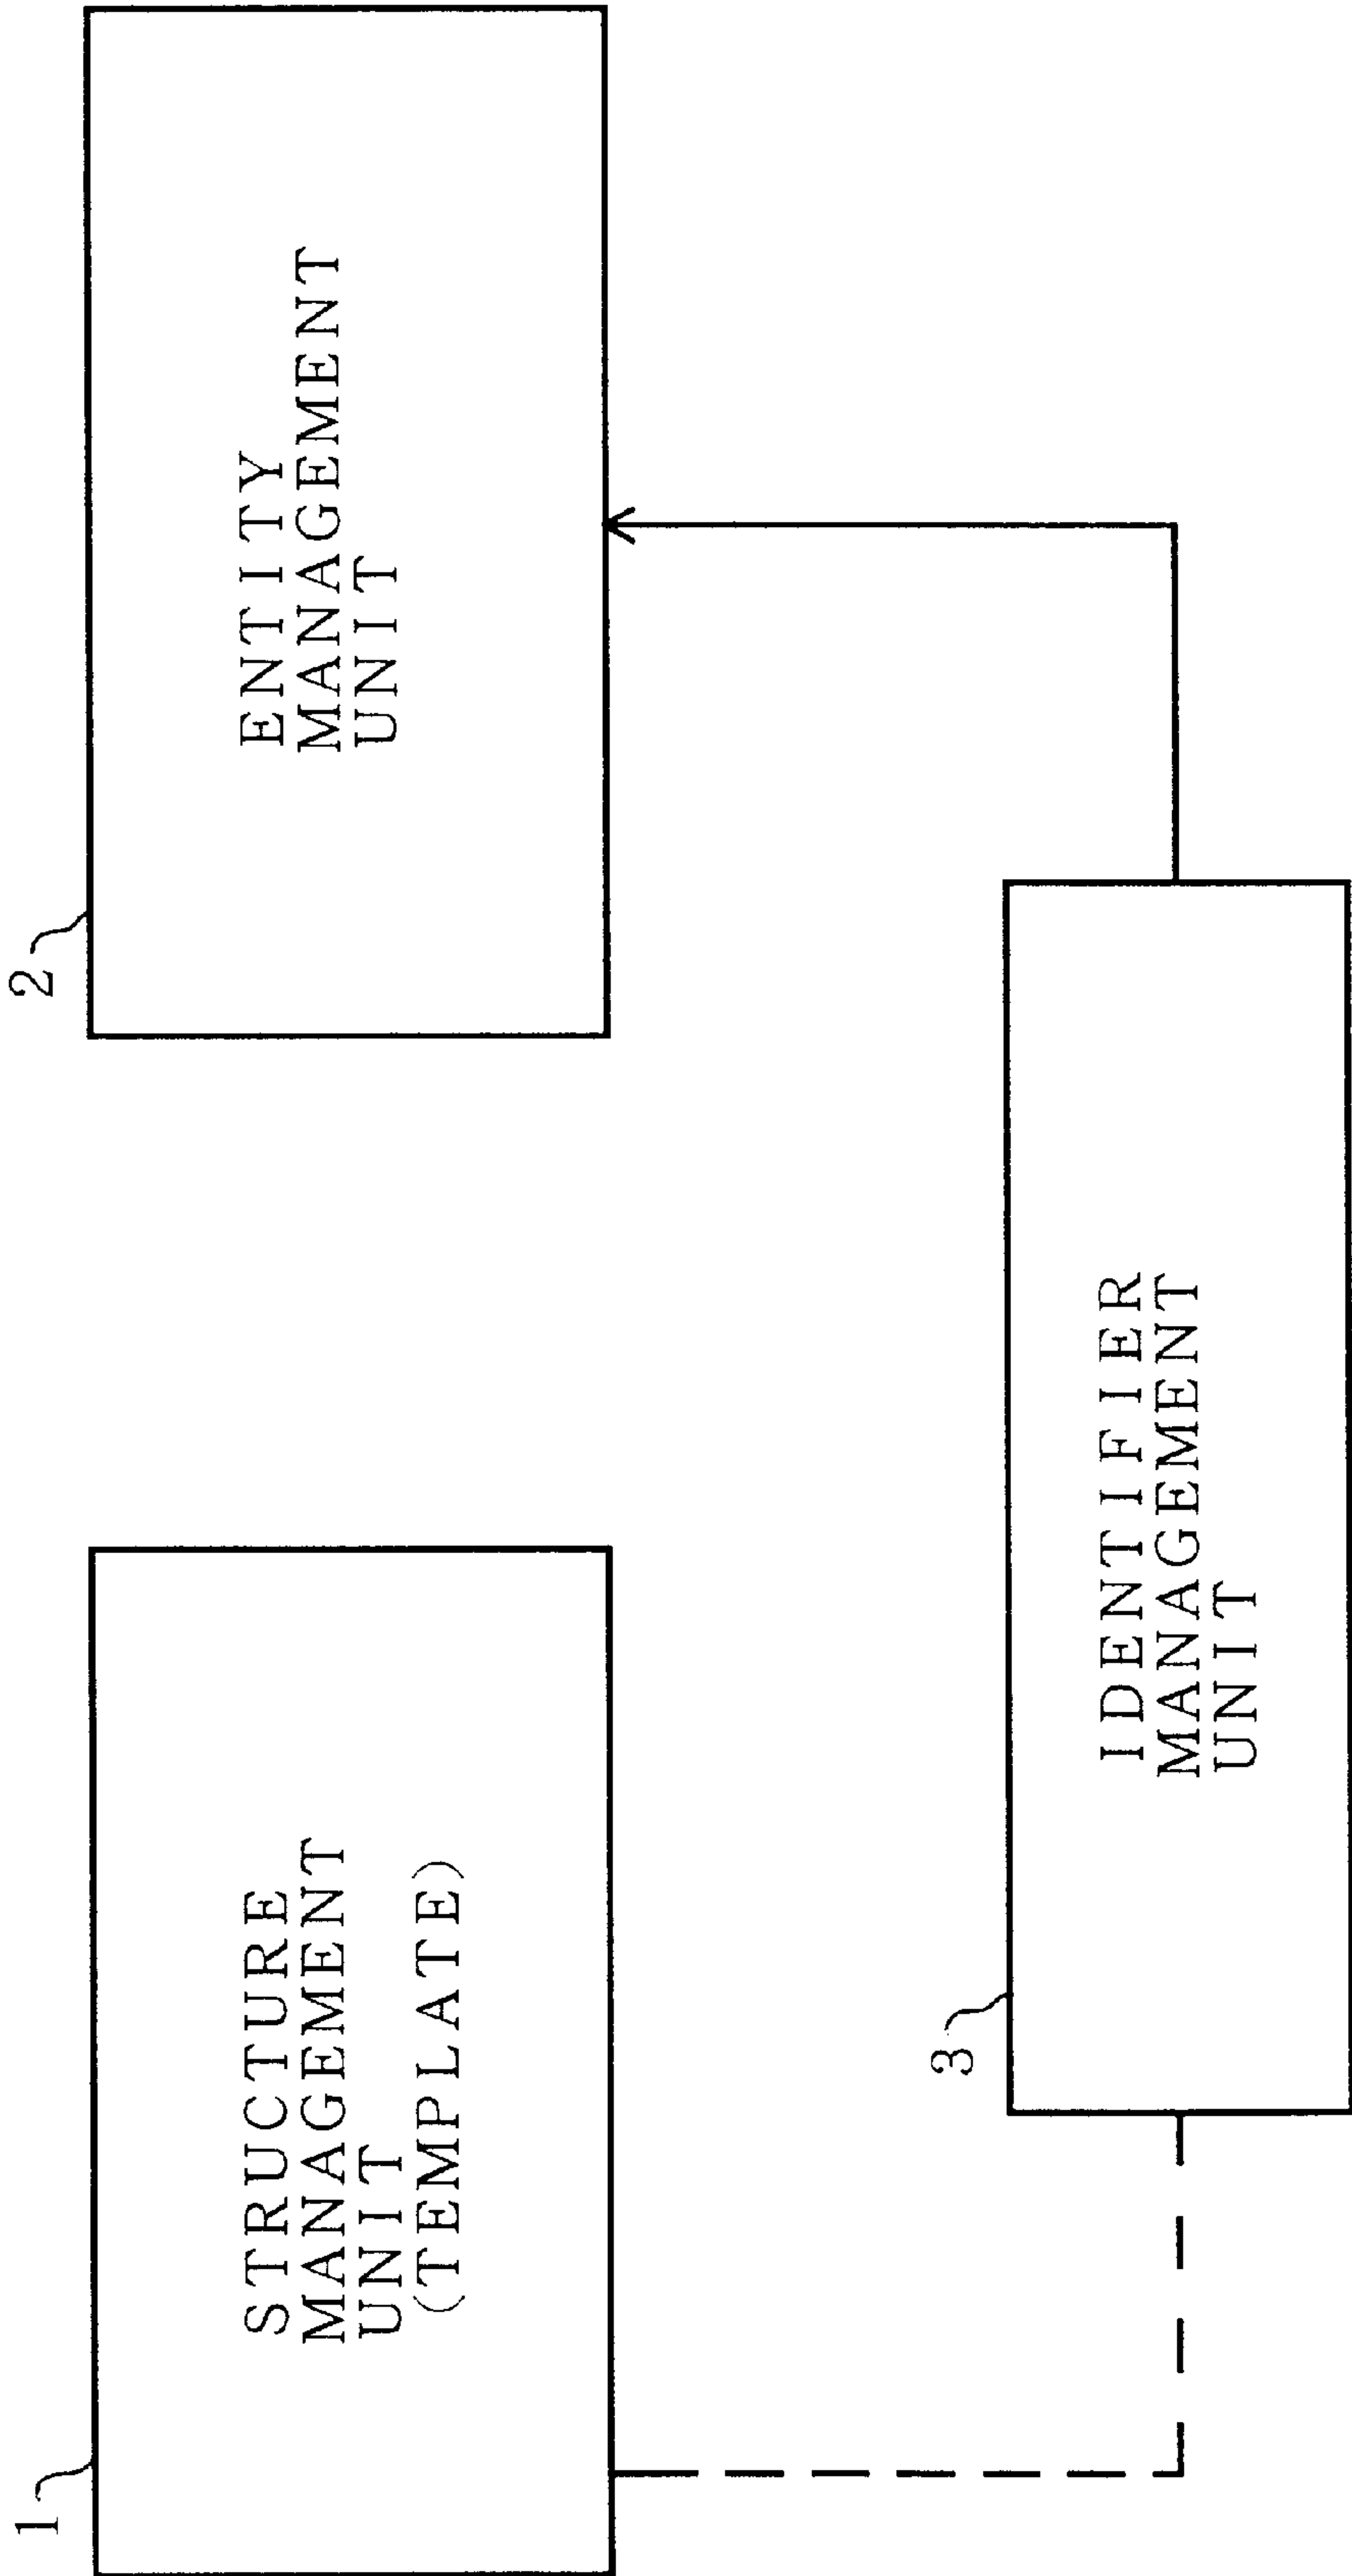 1
STRUCTURE
MANAGEMENT
UNIT
(TEMPLATE)
2
ENTITY
MANAGEMENT
UNIT
3
IDENTIFIER
MANAGEMENT
UNIT